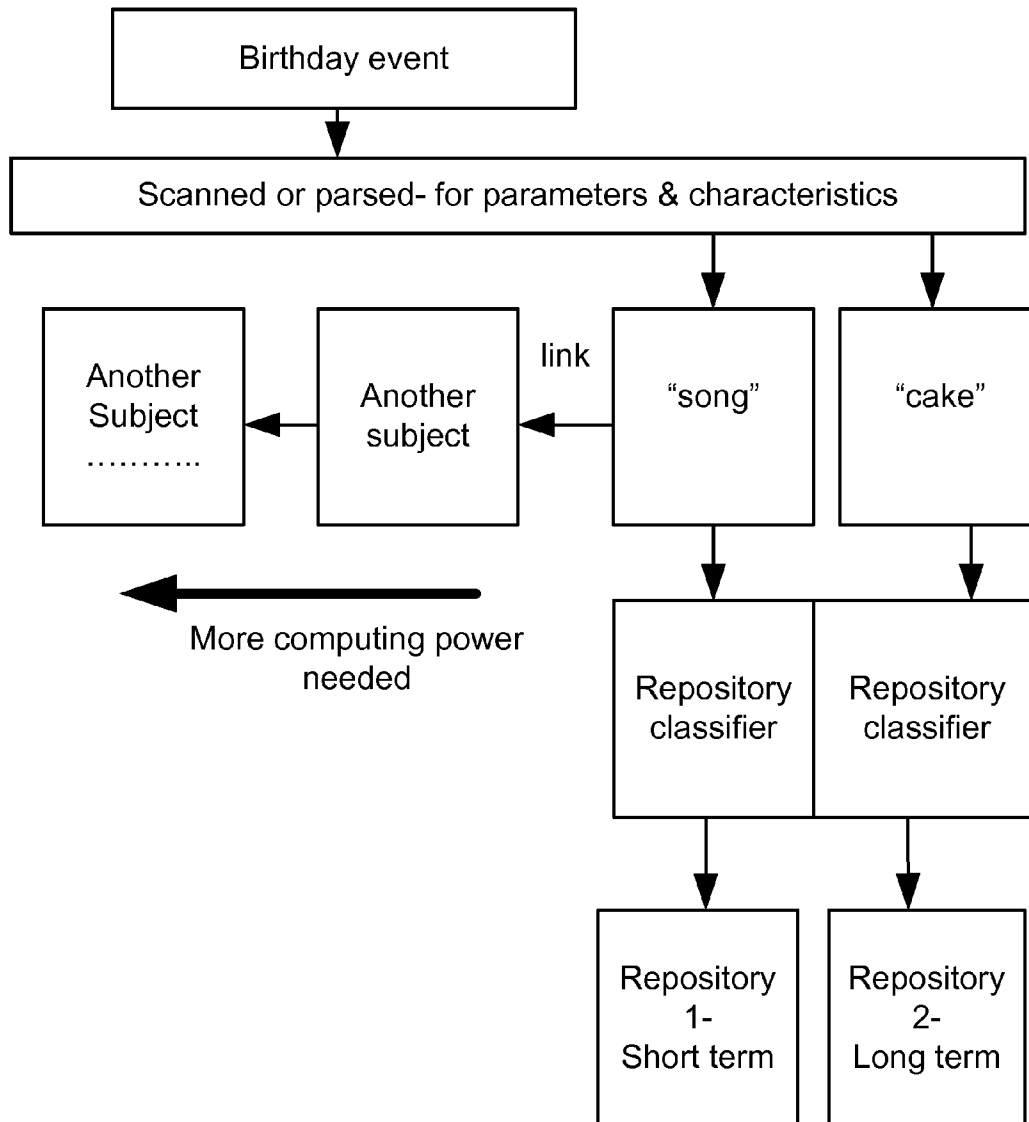 Birthday event
Scanned or parsed- for parameters & characteristics
Another
Subject
………..
Another
subject
link
“song”
“cake”
More computing power
needed
Repository
classifier
Repository
classifier
Repository
1-
Short term
Repository
2-
Long term